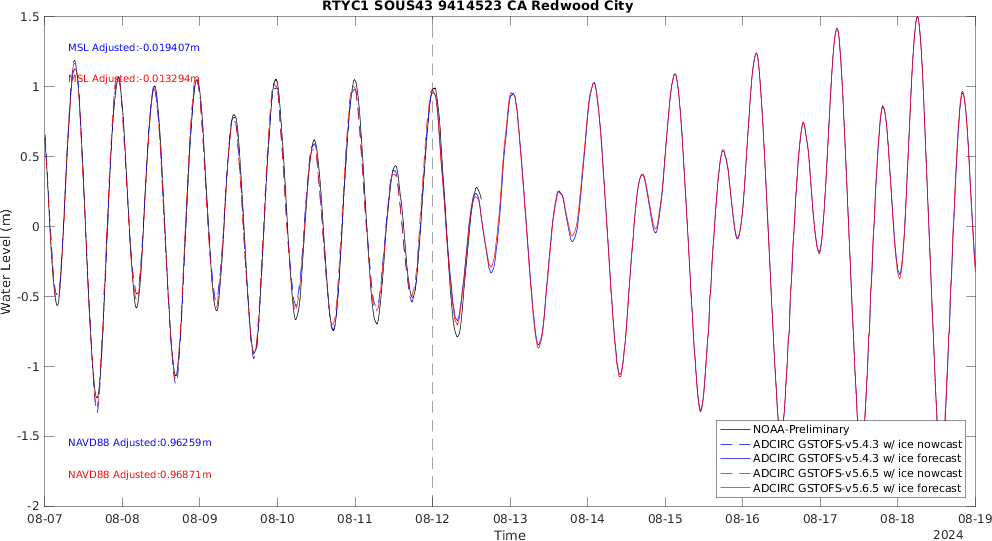 RTYC1 SOUS43 9414523 CA Redwood City
1.5
MSL Adjusted:-0.019407m
MSL Adjusted:-0.013294m
1
0.5
0
-0.5
-1
-1.5
-2
Water Level (m)
NAVD88 Adjusted:0.96259m
NAVD88 Adjusted:0.96871m
NOAA-Preliminary
ADCIRC GSTOFS-v5.4.3 w/ ice nowcast
ADCIRC GSTOFS-v5.4.3 w/ ice forecast
ADCIRC GSTOFS-v5.6.5 w/ ice nowcast
ADCIRC GSTOFS-v5.6.5 w/ ice forecast
08-07 08-08 08-09 08-10 08-11 08-12 08-13 08-14 08-15 08-16 08-17 08-18 08-19
Time
2024